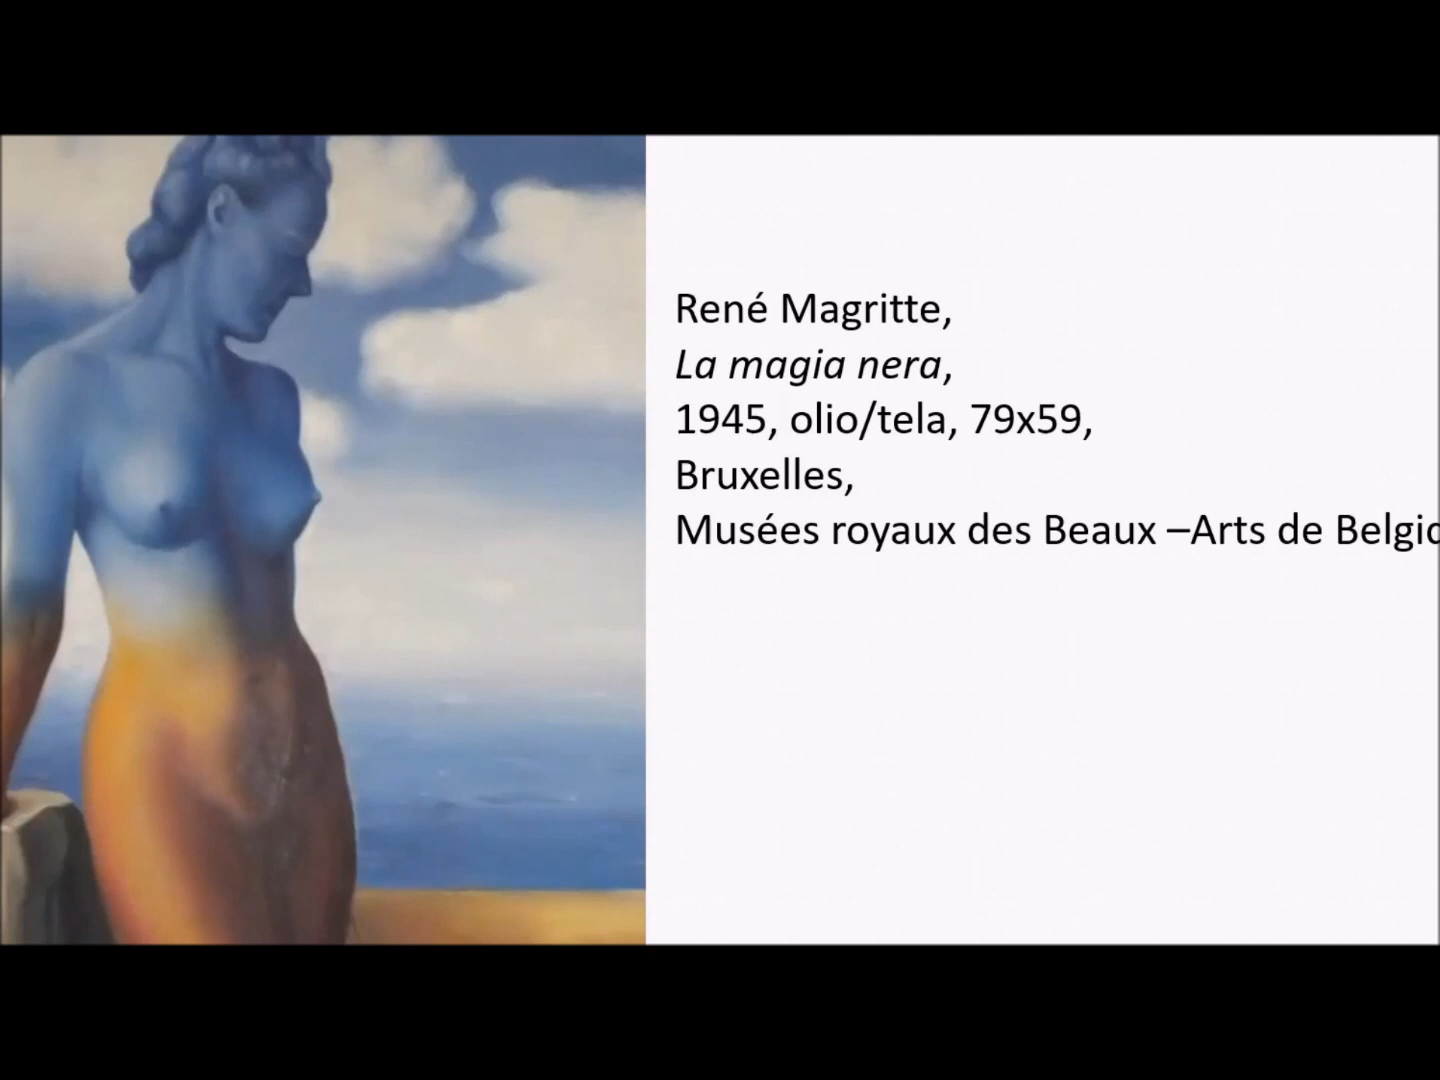 René Magritte,
La magia nera,
1945, olio/tela, 79x59,
Bruxelles,
Musées royaux des Beaux –Arts de